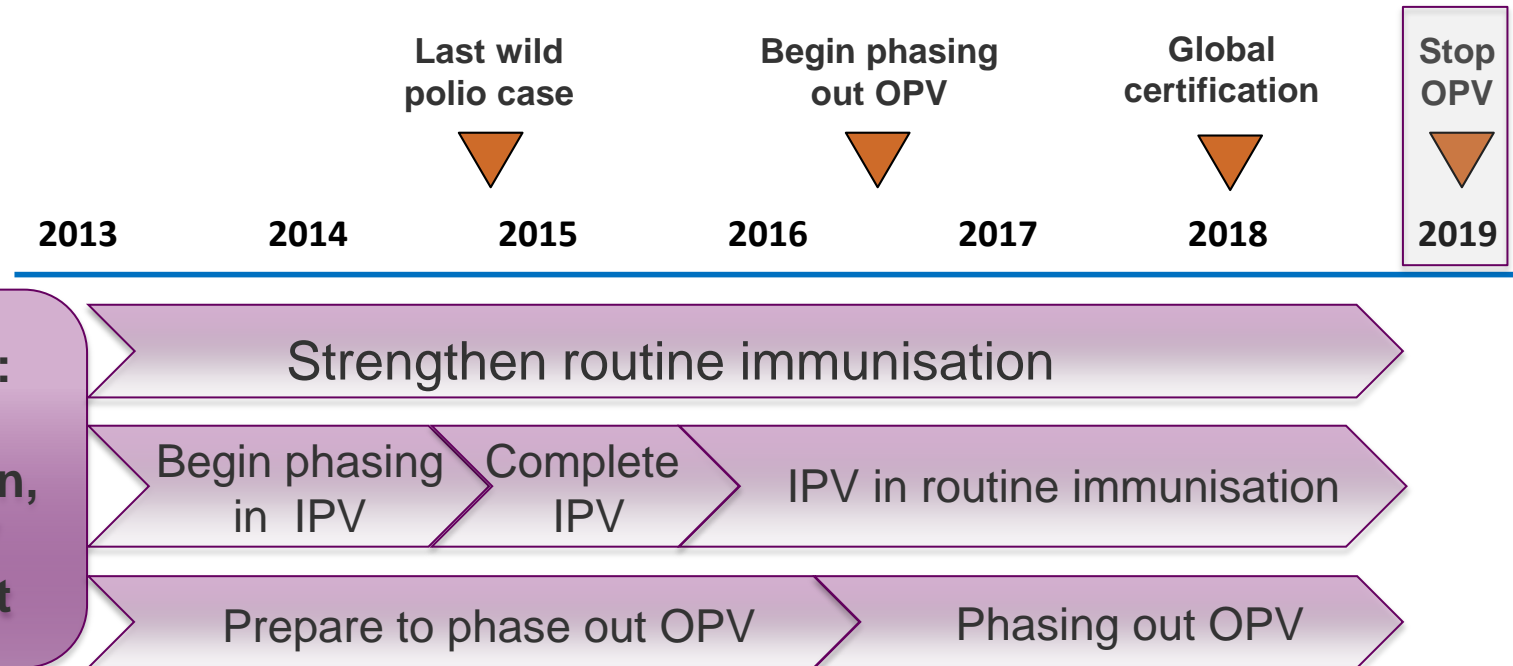 Last wild
polio case
Begin phasing
out OPV
Global
certification
Stop
OPV
2013 2014 2015 2016 2017 2018 2019
:
Strengthen routine immunisation
n,
Begin phasing
in IPV
Complete
IPV
IPV in routine immunisation
t
Prepare to phase out OPV
Phasing out OPV